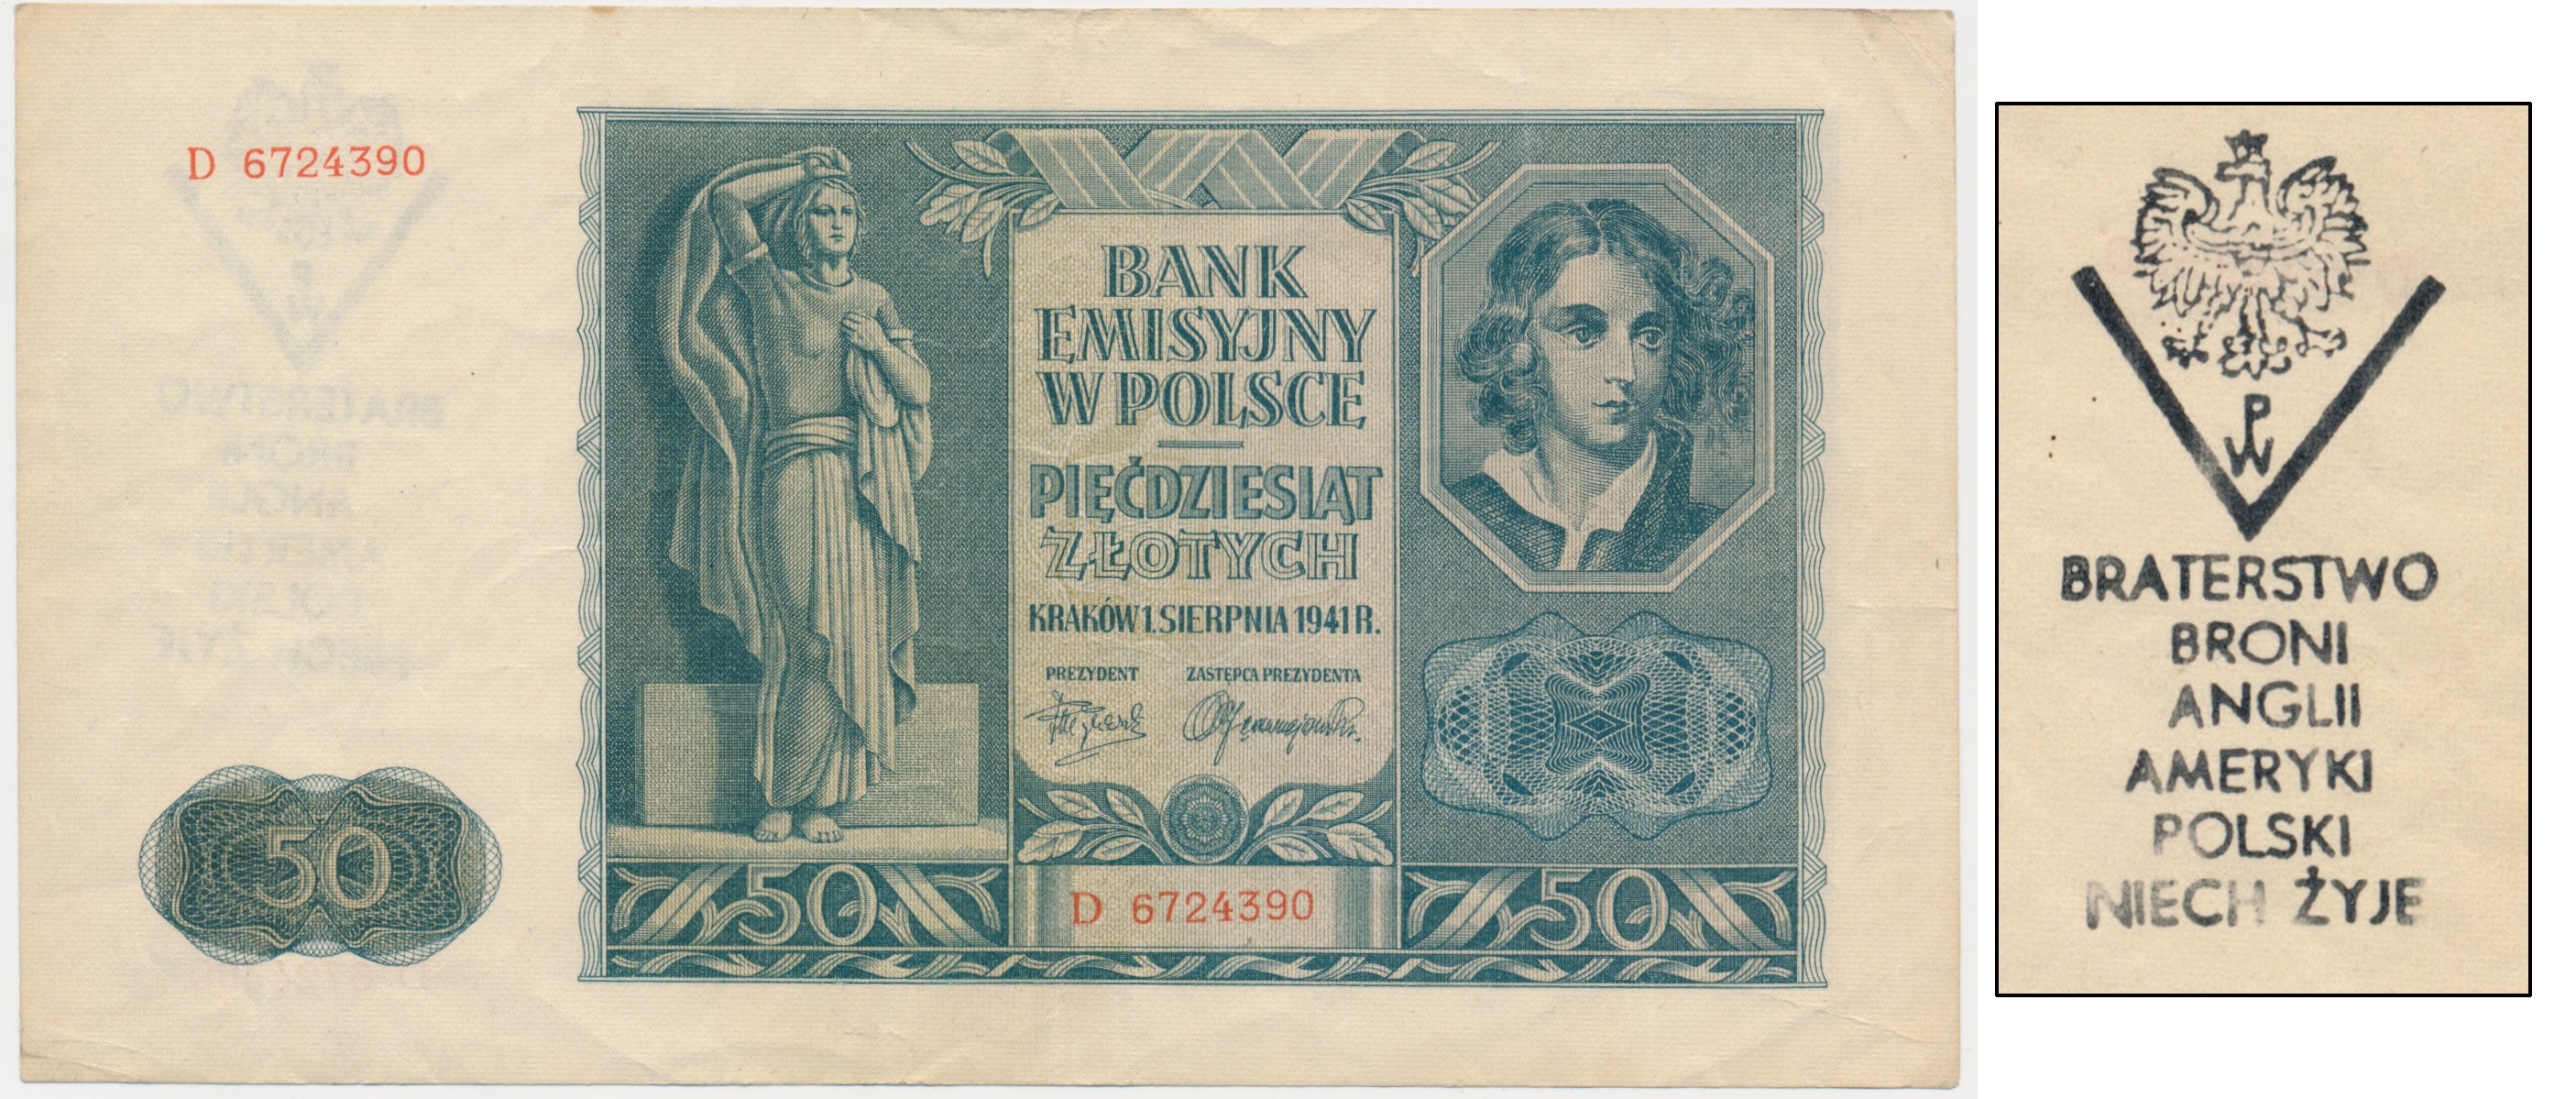 D 6724390
BANK
EMISYJNY
W POLSCE
PIĘĆDZIESIĄT
ZŁOTYCH
KRAKÓW 1. SIERPNIA 1941 R.
PREZYDENT ZASTĘPCA PREZYDENTA
50
50
D 6724390
50
PW
BRATERSTWO
BRONI
ANGLII
AMERYKI
POLSKI
NIECH ŻYJE